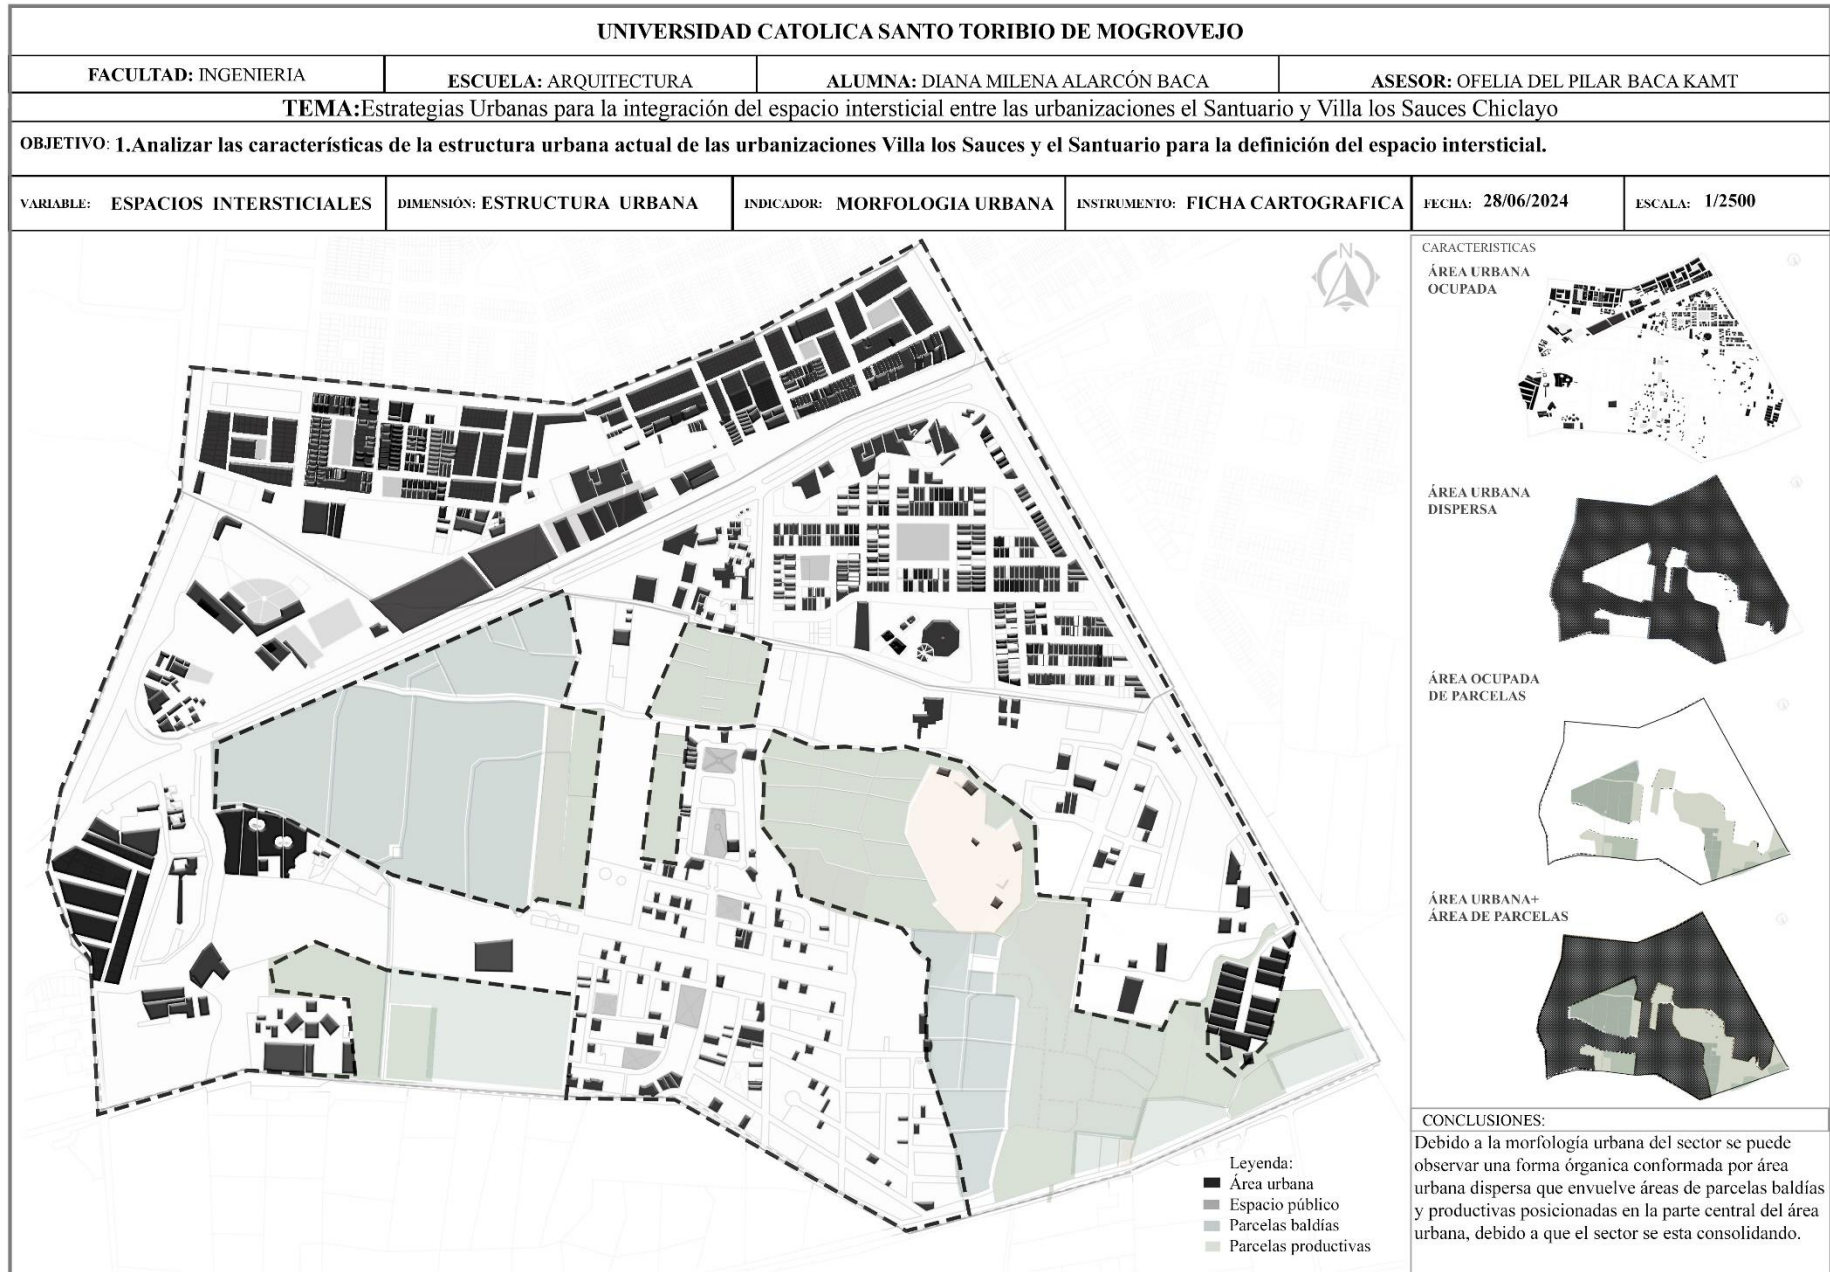 UNIVERSIDAD CATOLICA SANTO TORIBIO DE MOGROVEJO
FACULTAD: INGENIERIA
ESCUELA: ARQUITECTURA
ALUMNA: DIANA MILENA ALARCÓN BACA
ASESOR: OFELIA DEL PILAR BACA KAMT
TEMA:Estrategias Urbanas para la integración del espacio intersticial entre las urbanizaciones el Santuario y Villa los Sauces Chiclayo
OBJETIVO: 1.Analizar las características de la estructura urbana actual de las urbanizaciones Villa los Sauces y el Santuario para la definición del espacio intersticial.
VARIABLE: ESPACIOS INTERSTICIALES
DIMENSIÓN: ESTRUCTURA URBANA
INDICADOR: MORFOLOGIA URBANA
INSTRUMENTO: FICHA CARTOGRAFICA
FECHA: 28/06/2024
ESCALA: 1/2500
N
Leyenda:
Área urbana
Espacio público
Parcelas baldías
Parcelas productivas
CARACTERISTICAS
ÁREA URBANA
OCUPADA
ÁREA URBANA
DISPERSA
ÁREA OCUPADA
DE PARCELAS
ÁREA URBANA+
ÁREA DE PARCELAS
CONCLUSIONES:
Debido a la morfología urbana del sector se puede
observar una forma órganica conformada por área
urbana dispersa que envuelve áreas de parcelas baldías
y productivas posicionadas en la parte central del área
urbana, debido a que el sector se esta consolidando.